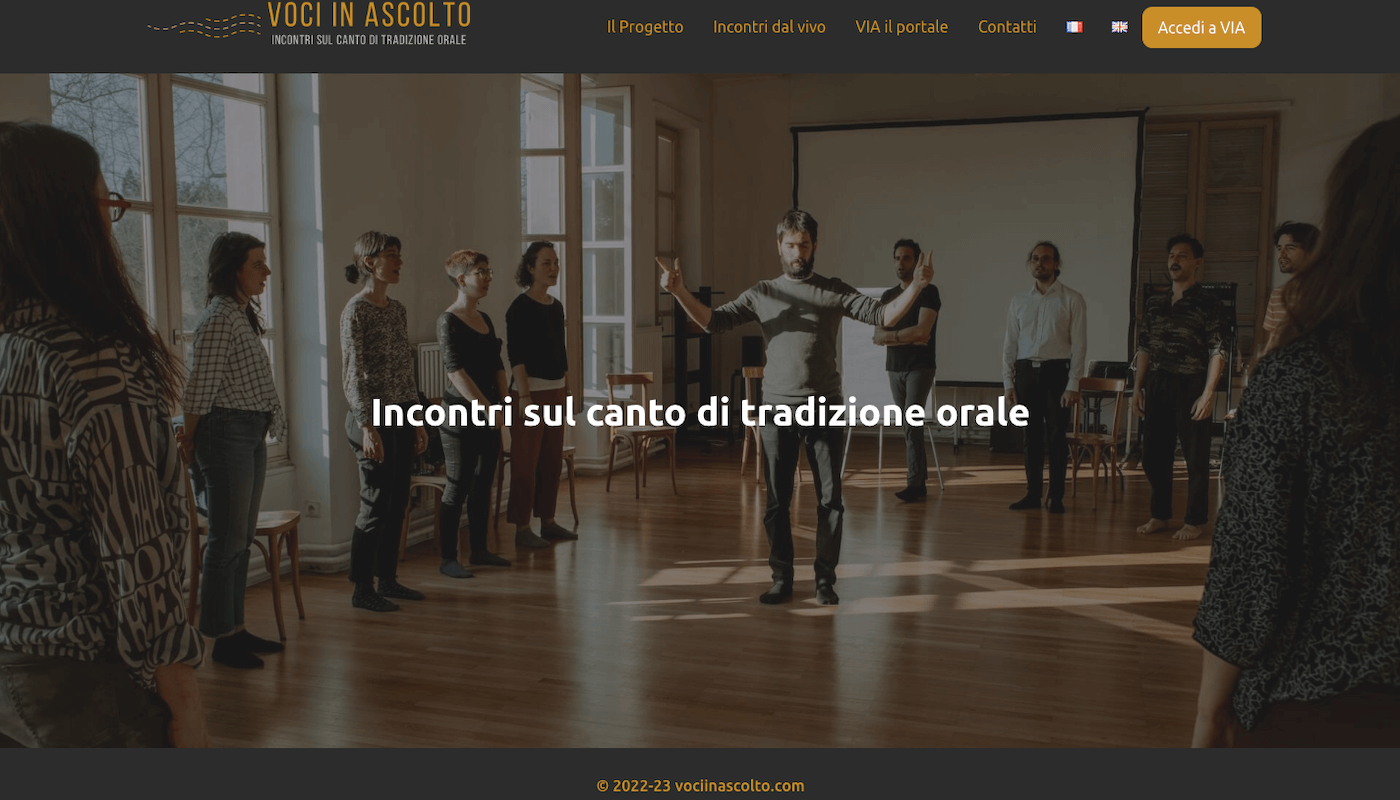 VOCI IN ASCOLTO
INCONTRI SUL CANTO DI TRADIZIONE ORALE
Il Progetto Incontri dal vivo VIA il portale Contatti Accedi a VIA
Incontri sul canto di tradizione orale
© 2022-23 vociinascolto.com